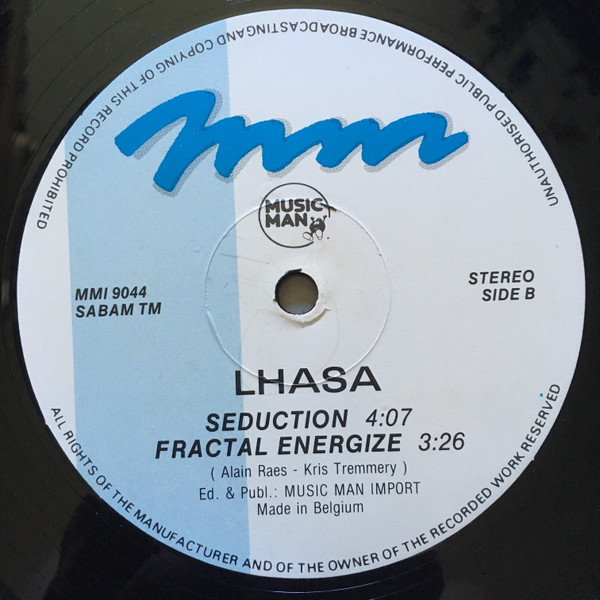 UNAUTHORISED PUBLIC PERFORMANCE BROADCASTING AND COPYING OF THIS RECORD PROHIBITED
mm
MUSIC
MAN
MMI 9044
SABAM TM
STEREO
SIDE B
LHASA
SEDUCTION 4:07
FRACTAL ENERGIZE 3:26
( Alain Raes - Kris Tremmery )
Ed. & Publ.: MUSIC MAN IMPORT
Made in Belgium
ALL RIGHTS OF THE MANUFACTURER AND OF THE OWNER OF THE RECORDED WORK RESERVED